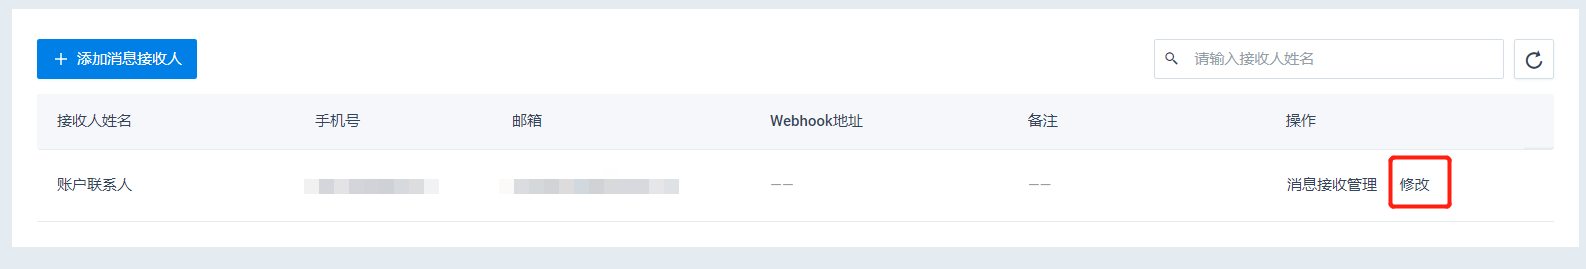 添加消息接收人
请输入接收人姓名
接收人姓名 手机号 邮箱 Webhook地址 备注 操作
账户联系人 —— —— 消息接收管理 修改